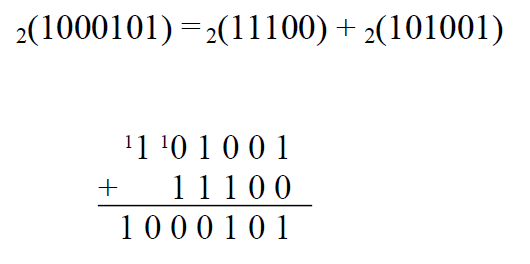 ₂(1000101) = ₂(11100) + ₂(101001)
¹1 ¹0 1 0 0 1
+ 1 1 1 0 0
1 0 0 0 1 0 1